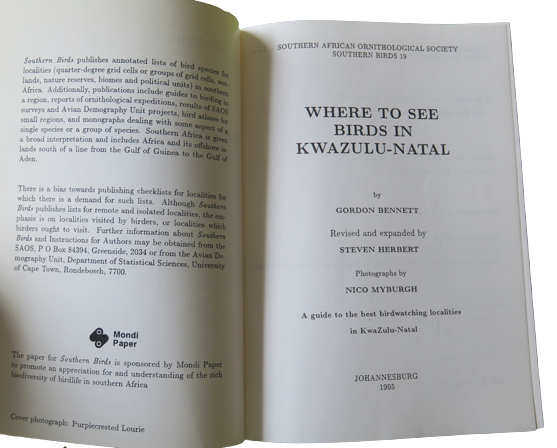 Southern Birds publishes annotated lists of bird species for
localities (quarter-degree grid cells or groups of grid cells, wet-
lands, nature reserves, biomes and political units) in southern
Africa. Additionally, publications include guides to birding in
a region, reports of ornithological expeditions, results of SAOS
surveys and Avian Demography Unit projects, bird atlases for
small regions, and monographs dealing with some aspect of a
single species or a group of species. Southern Africa is given
a broad interpretation and includes Africa and its offshore is-
lands south of a line from the Gulf of Guinea to the Gulf of
Aden.
There is a bias towards publishing checklists for localities for
which there is a demand for such lists. Although Southern
Birds publishes lists for remote and isolated localities, the em-
phasis is on localities visited by birders, or localities which
birders ought to visit. Further information about Southern
Birds and Instructions for Authors may be obtained from the
SAOS, P O Box 84394, Greenside, 2034 or from the Avian De-
mography Unit, Department of Statistical Sciences, University
of Cape Town, Rondebosch, 7700.
Mondi
Paper
The paper for Southern Birds is sponsored by Mondi Paper
to promote an appreciation for and understanding of the rich
biodiversity of birdlife in southern Africa
Cover photograph: Purplecrested Lourie
SOUTHERN AFRICAN ORNITHOLOGICAL SOCIETY
SOUTHERN BIRDS 19
WHERE TO SEE
BIRDS IN
KWAZULU-NATAL
by
GORDON BENNETT
Revised and expanded by
STEVEN HERBERT
Photographs by
NICO MYBURGH
A guide to the best birdwatching localities
in KwaZulu-Natal
JOHANNESBURG
1995